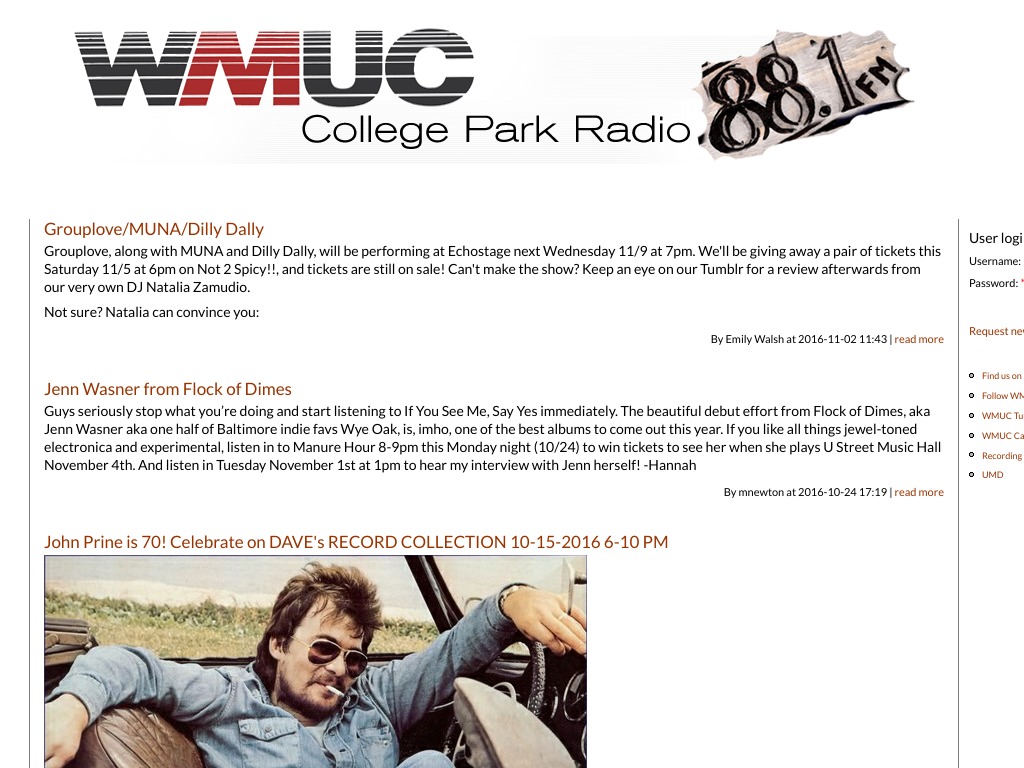 WMUC
College Park Radio
88.1 FM
Grouplove/MUNA/Dilly Dally
Grouplove, along with MUNA and Dilly Dally, will be performing at Echostage next Wednesday 11/9 at 7pm. We'll be giving away a pair of tickets this
Saturday 11/5 at 6pm on Not 2 Spicy!!, and tickets are still on sale! Can't make the show? Keep an eye on our Tumblr for a review afterwards from
our very own DJ Natalia Zamudio.
Not sure? Natalia can convince you:
By Emily Walsh at 2016-11-02 11:43 | read more
Jenn Wasner from Flock of Dimes
Guys seriously stop what you’re doing and start listening to If You See Me, Say Yes immediately. The beautiful debut effort from Flock of Dimes, aka
Jenn Wasner aka one half of Baltimore indie favs Wye Oak, is, imho, one of the best albums to come out this year. If you like all things jewel-toned
electronica and experimental, listen in to Manure Hour 8-9pm this Monday night (10/24) to win tickets to see her when she plays U Street Music Hall
November 4th. And listen in Tuesday November 1st at 1pm to hear my interview with Jenn herself! -Hannah
By mnewton at 2016-10-24 17:19 | read more
John Prine is 70! Celebrate on DAVE's RECORD COLLECTION 10-15-2016 6-10 PM
User logi
Username:
Password: *
Request ne
Find us on
Follow WM
WMUC Tu
WMUC Ca
Recording
UMD